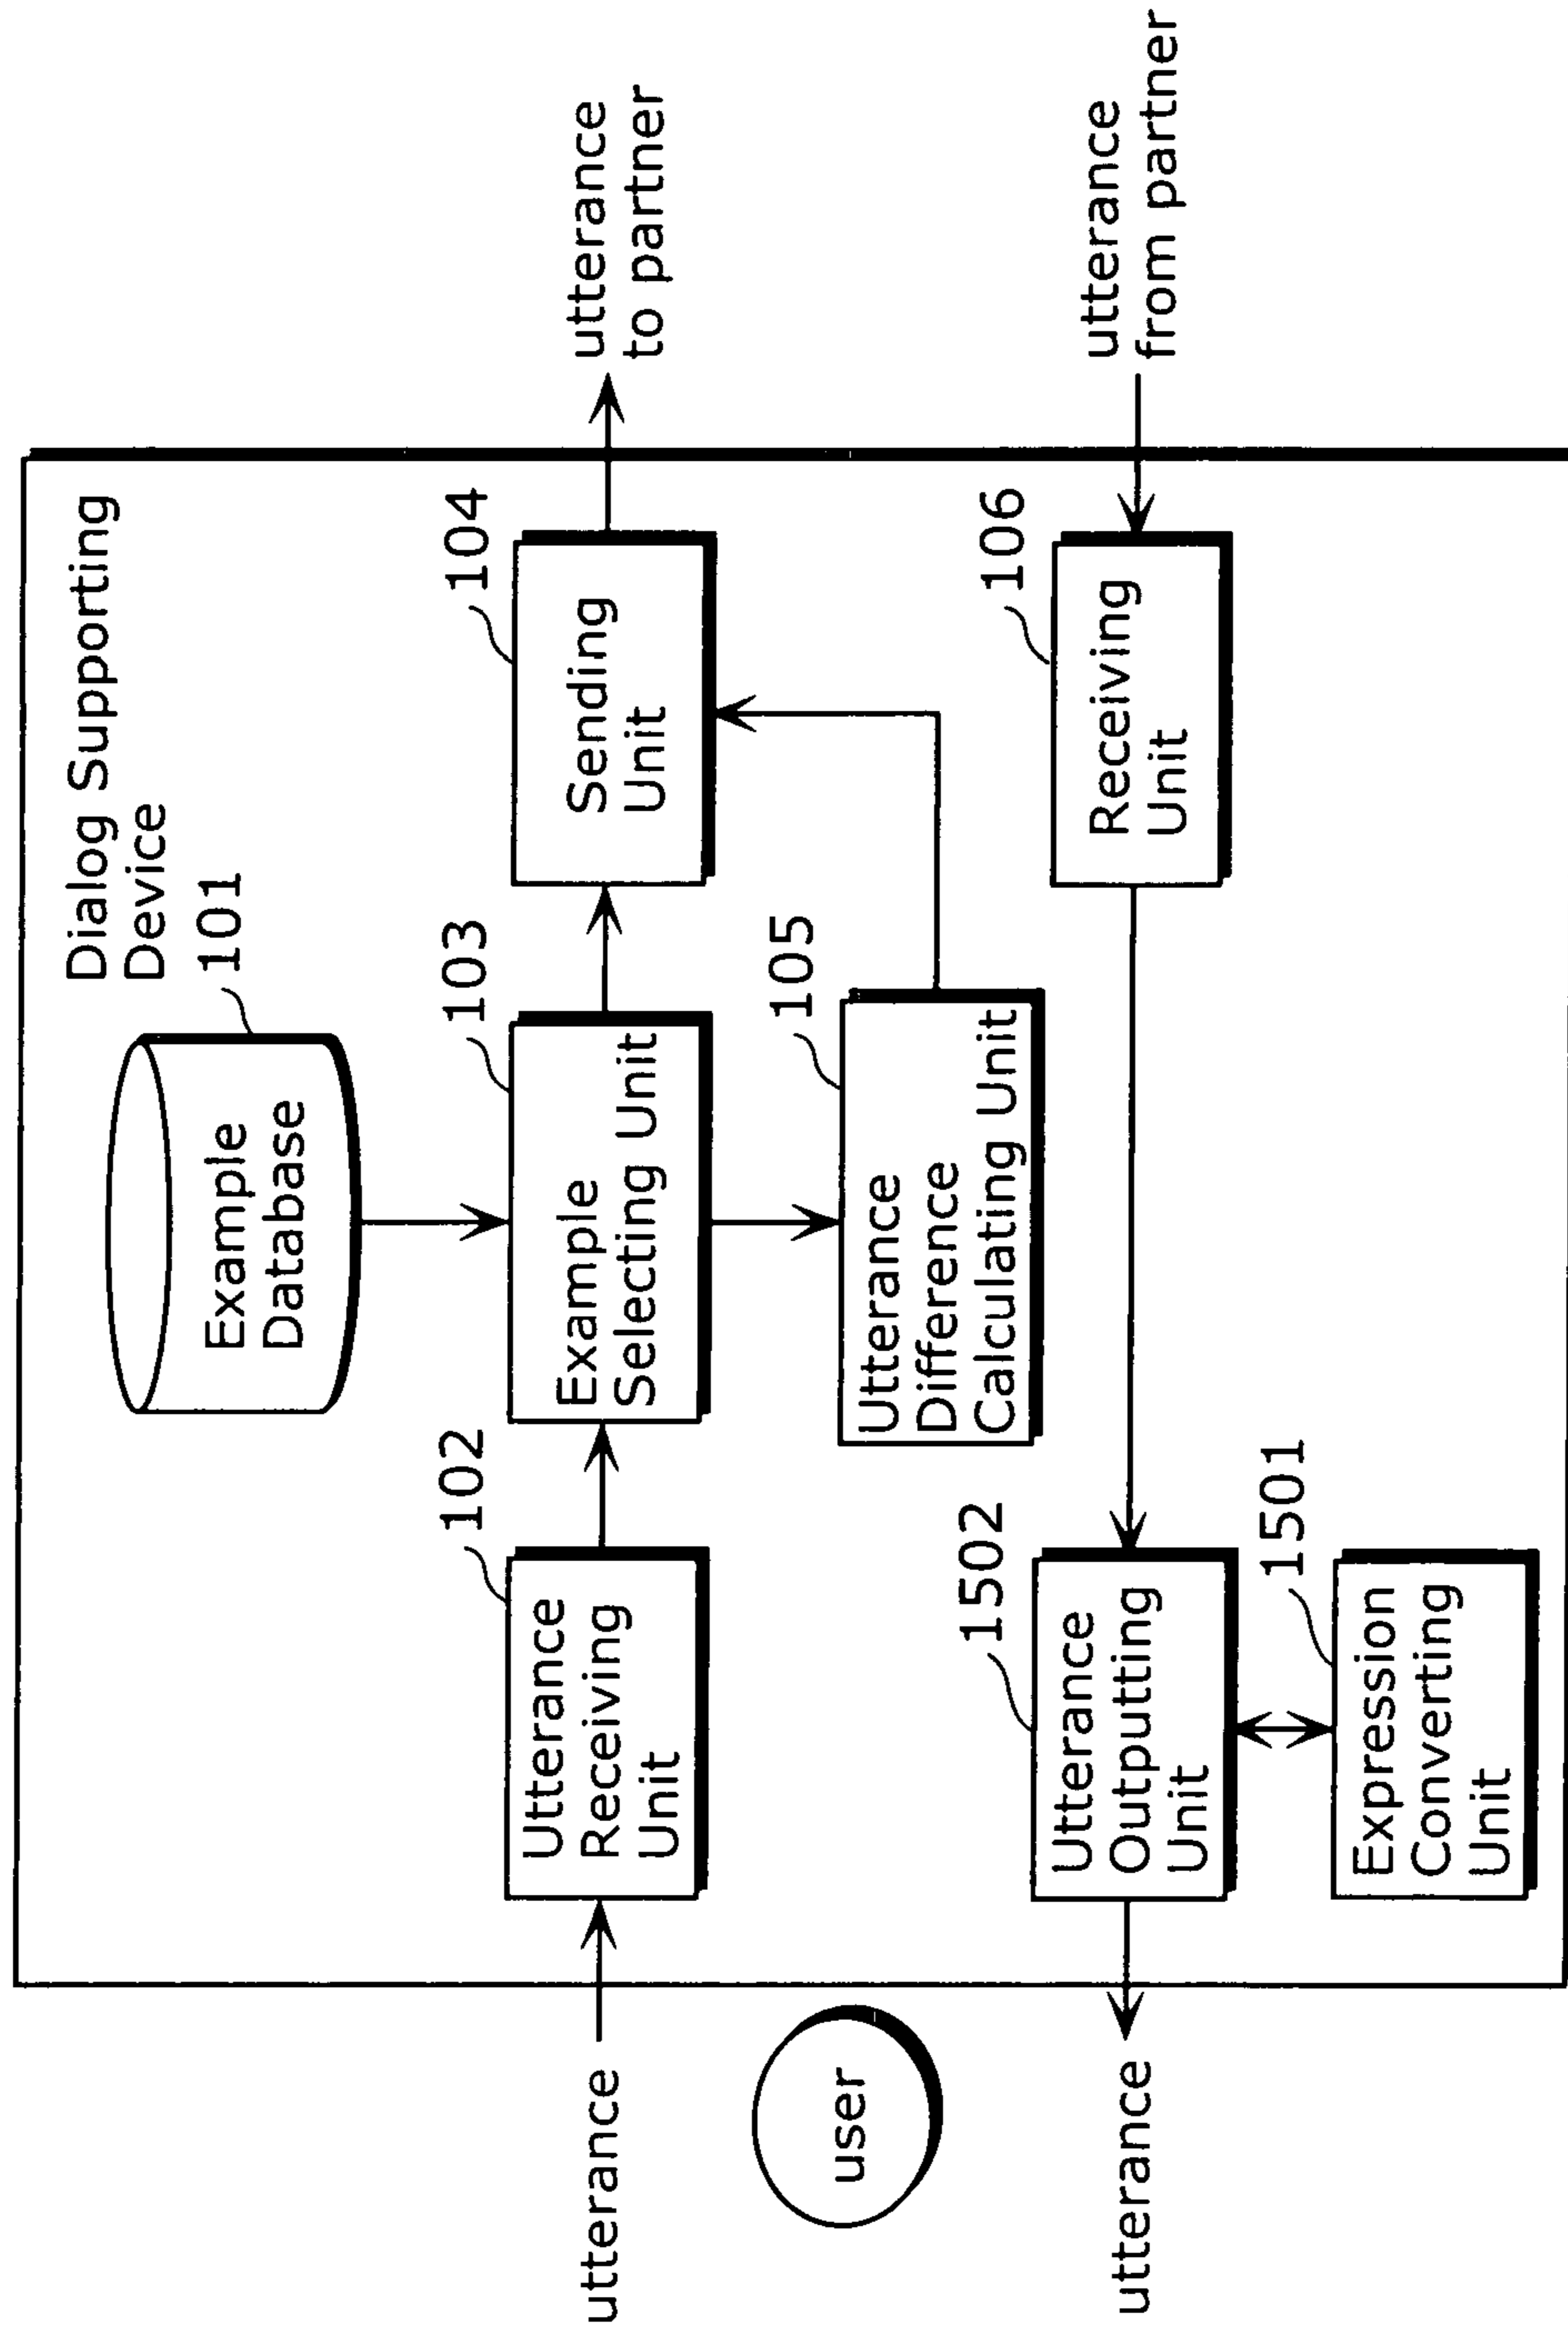 Dialog Supporting
Device
101
Example
Database
102
103
104
utterance
Utterance
Receiving
Unit
Example
Selecting Unit
Sending
Unit
utterance
to partner
105
Utterance
Difference
Calculating Unit
user
1502
106
utterance
Utterance
Outputting
Unit
Receiving
Unit
utterance
from partner
1501
Expression
Converting
Unit